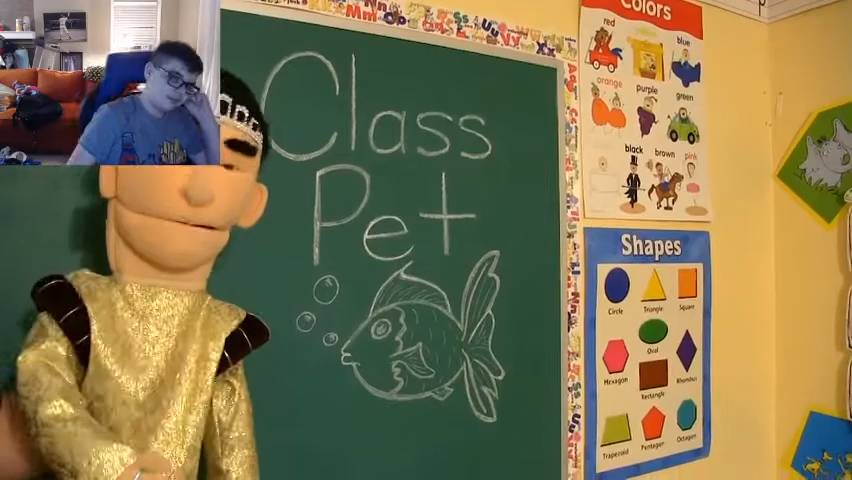 Class
Pet
Colors
red
yellow
blue
orange
purple
green
black
brown
pink
Shapes
Circle
Triangle
Square
Hexagon
Oval
Rhombus
Rectangle
Trapezoid
Pentagon
Octagon